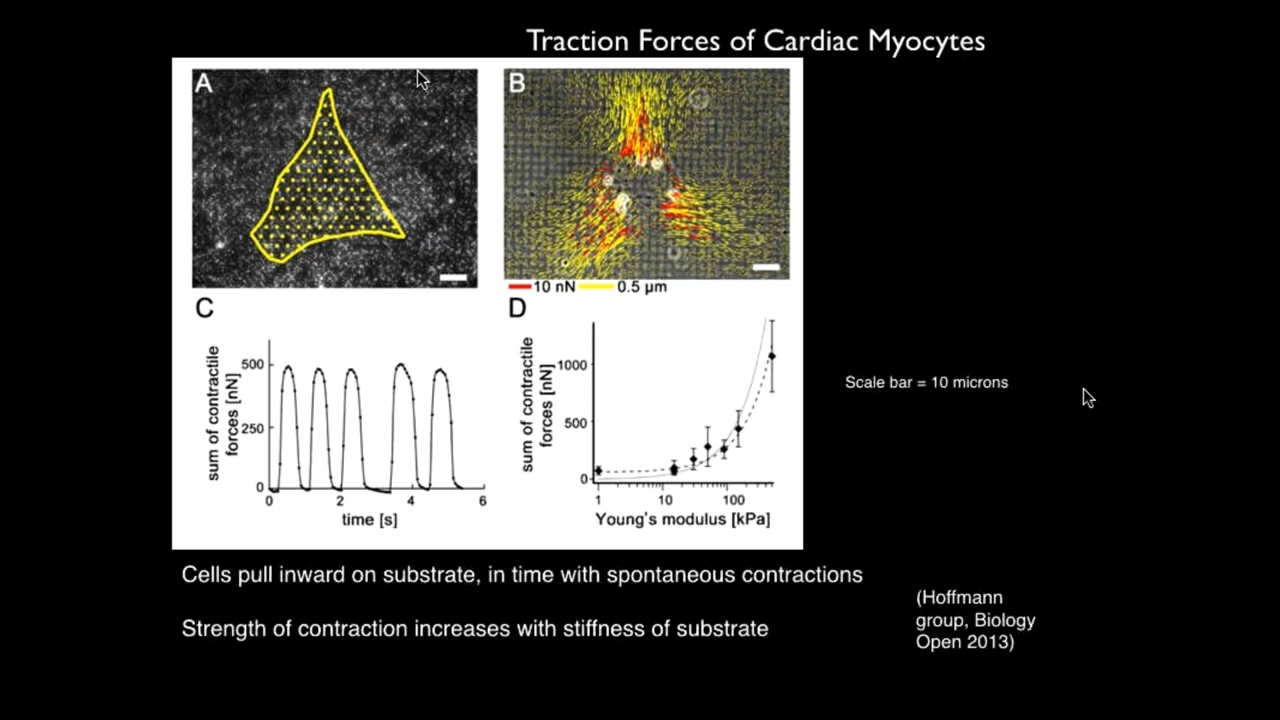 Traction Forces of Cardiac Myocytes
A
B
10 nN 0.5 µm
C
sum of contractile
forces [nN]
500
250
0
0 2 4 6
time [s]
D
sum of contractile
forces [nN]
1000
500
0
1 10 100
Young's modulus [kPa]
Scale bar = 10 microns
Cells pull inward on substrate, in time with spontaneous contractions
Strength of contraction increases with stiffness of substrate
(Hoffmann
group, Biology
Open 2013)